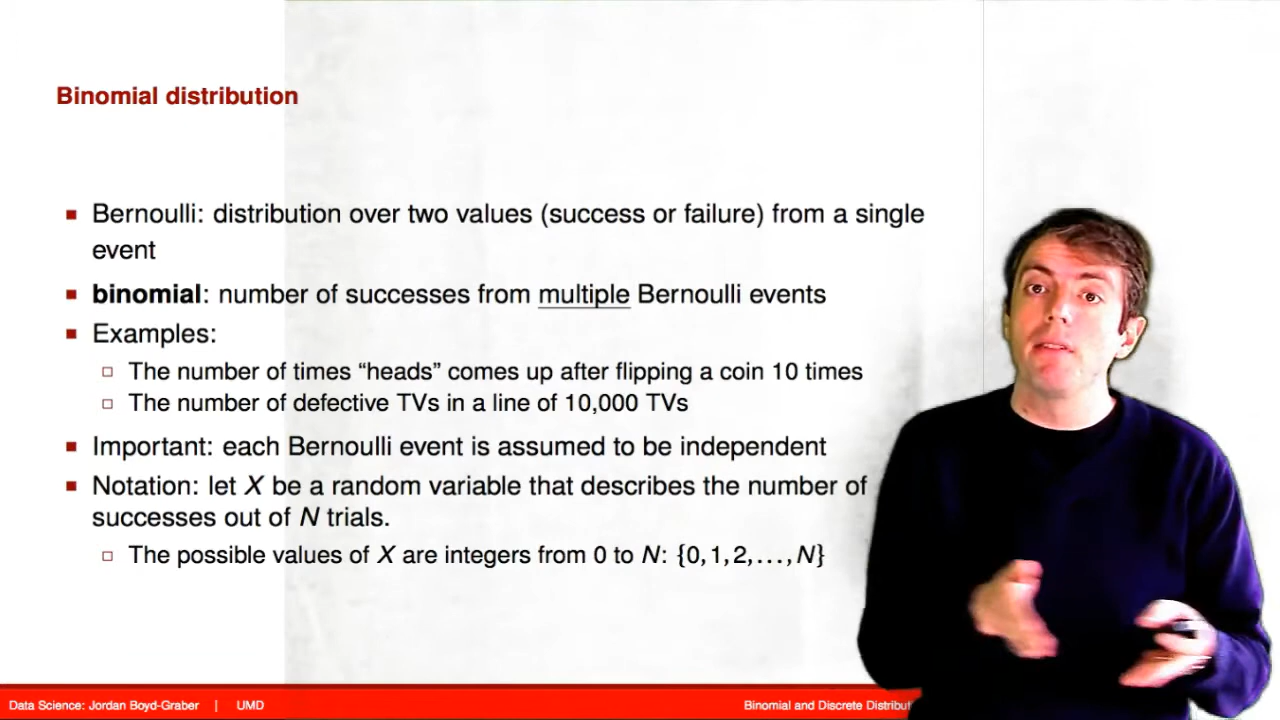 Binomial distribution
Bernoulli: distribution over two values (success or failure) from a single
event
binomial: number of successes from multiple Bernoulli events
Examples:
The number of times “heads” comes up after flipping a coin 10 times
The number of defective TVs in a line of 10,000 TVs
Important: each Bernoulli event is assumed to be independent
Notation: let X be a random variable that describes the number of
successes out of N trials.
The possible values of X are integers from 0 to N: {0, 1, 2, . . . , N}
Data Science: Jordan Boyd-Graber | UMD
Binomial and Discrete